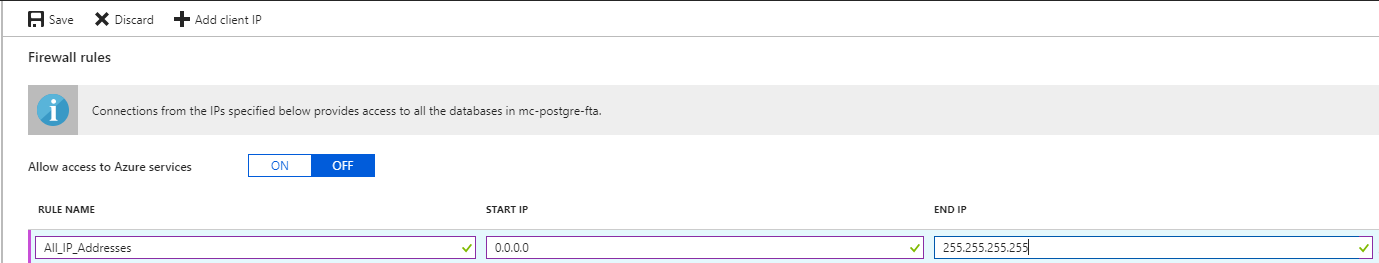 Save Discard Add client IP
Firewall rules
Connections from the IPs specified below provides access to all the databases in mc-postgre-fta.
Allow access to Azure services ON OFF
RULE NAME START IP END IP
All_IP_Addresses 0.0.0.0 255.255.255.255